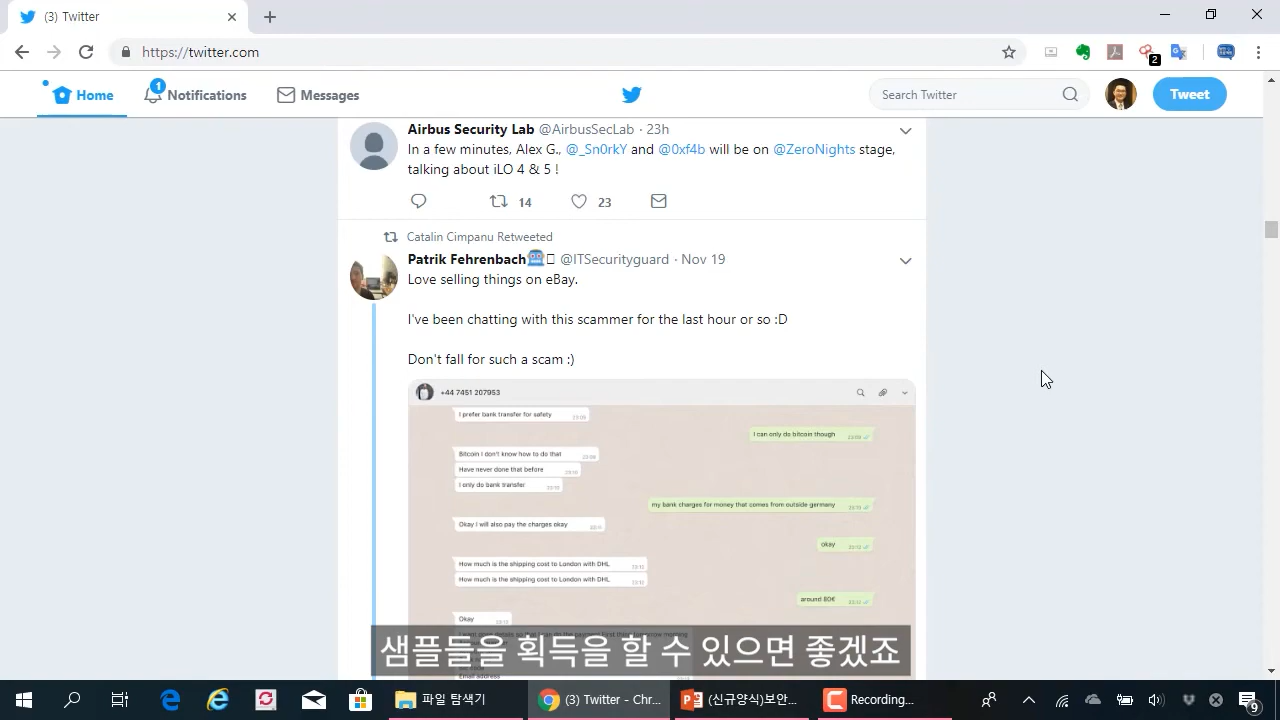 (3) Twitter
https://twitter.com
2
Home
1
Notifications
Messages
Search Twitter
Tweet
Airbus Security Lab @AirbusSecLab · 23h
In a few minutes, Alex G., @_Sn0rkY and @0xf4b will be on @ZeroNights stage,
talking about iLO 4 & 5 !
14
23
Catalin Cimpanu Retweeted
Patrik Fehrenbach @ITSecurityguard · Nov 19
Love selling things on eBay.
I've been chatting with this scammer for the last hour or so :D
Don't fall for such a scam :)
+44 7451 207953
I prefer bank transfer for safety
I can only do bitcoin though
Bitcoin I don't know how to do that
Have never done that before
I only do bank transfer
my bank charges for money that comes from outside germany
Okay I will also pay the charges okay
okay
How much is the shipping cost to London with DHL
How much is the shipping cost to London with DHL
around 80€
Okay
샘플들을 획득을 할 수 있으면 좋겠죠
Email address
파일 탐색기
(3) Twitter - Chr...
(신규양식)보안...
Recording...
9